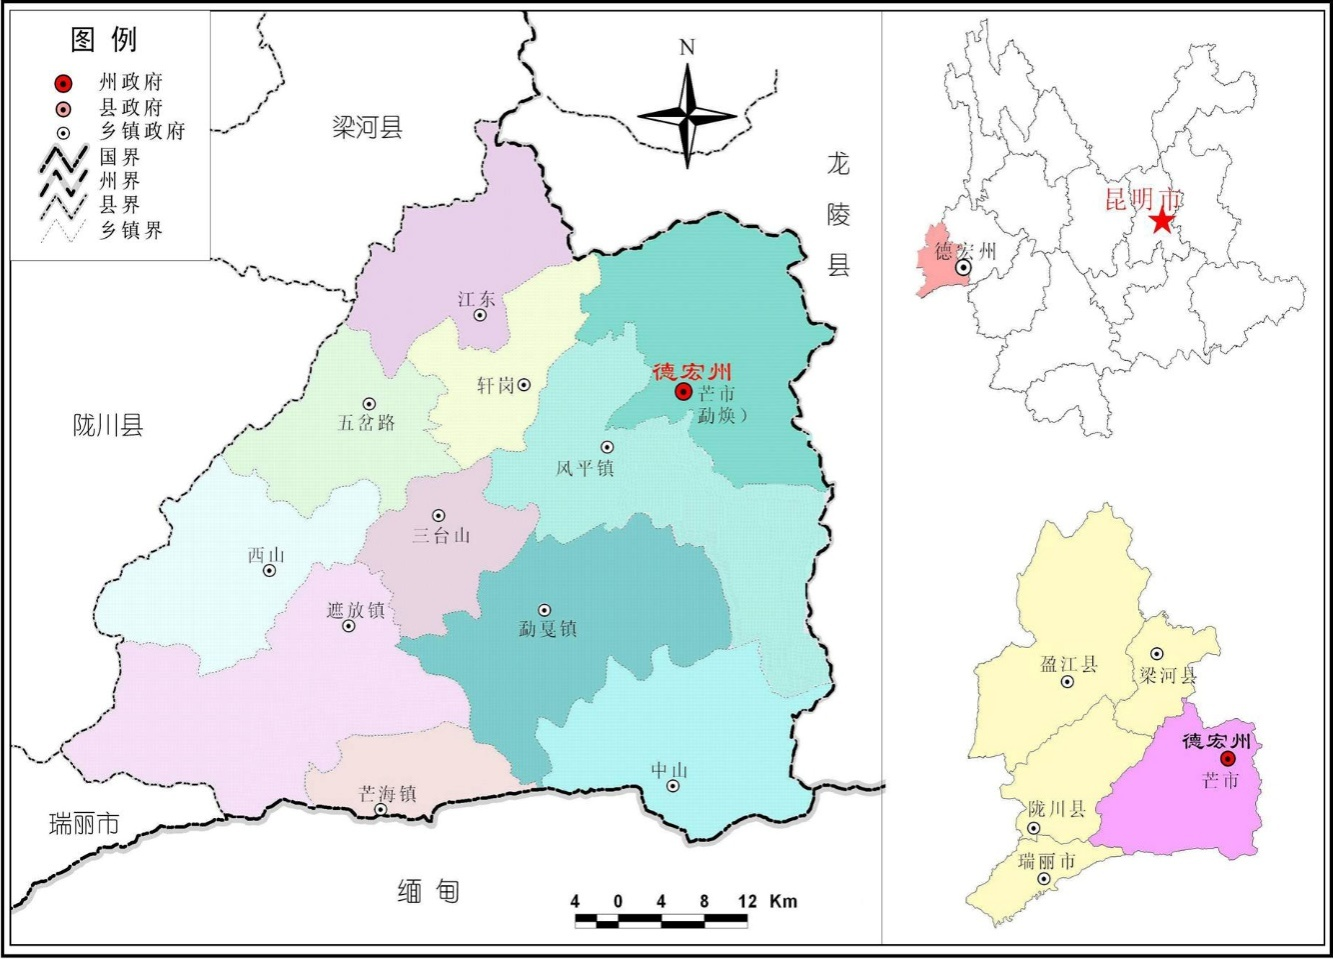 图 例
州政府
县政府
乡镇政府
国界
州界
县界
乡镇界
梁河县
N
龙
陵
县
江东
轩岗
德宏州
芒市
勐焕）
五岔路
陇川县
风平镇
三台山
西山
遮放镇
勐戛镇
中山
芒海镇
瑞丽市
缅 甸
4 0 4 8 12 Km
昆明市
德宏州
盈江县
梁河县
德宏州
芒市
陇川县
瑞丽市